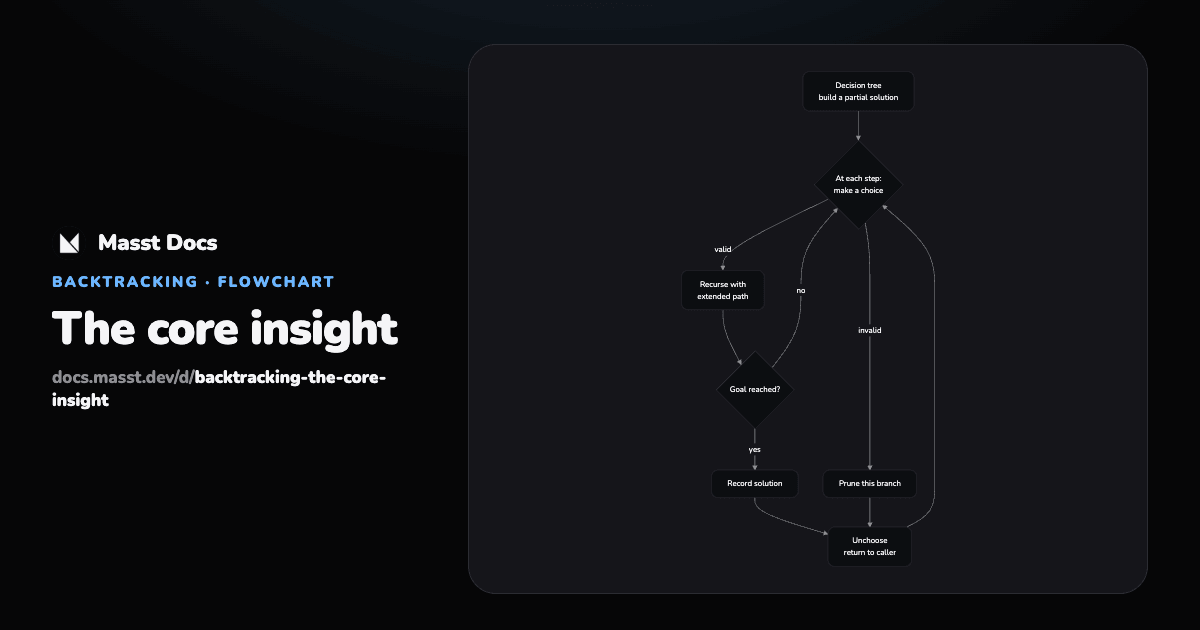 Masst Docs
BACKTRACKING · FLOWCHART
The core insight
docs.masst.dev/d/backtracking-the-core-
insight
Decision tree
build a partial solution
At each step:
make a choice
valid
Recurse with
extended path
no
invalid
Goal reached?
yes
Record solution
Prune this branch
Unchoose
return to caller